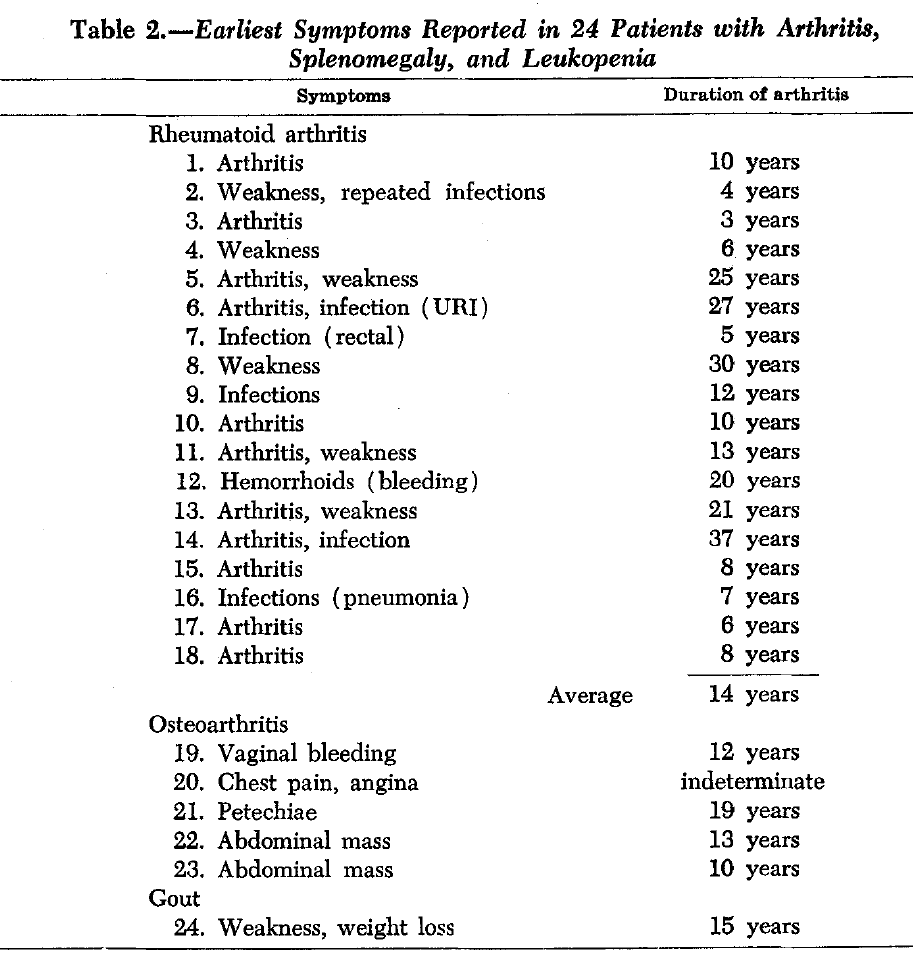 Table 2.—Earliest Symptoms Reported in 24 Patients with Arthritis,
Splenomegaly, and Leukopenia
Symptoms Duration of arthritis
Rheumatoid arthritis
1. Arthritis 10 years
2. Weakness, repeated infections 4 years
3. Arthritis 3 years
4. Weakness 6 years
5. Arthritis, weakness 25 years
6. Arthritis, infection (URI) 27 years
7. Infection (rectal) 5 years
8. Weakness 30 years
9. Infections 12 years
10. Arthritis 10 years
11. Arthritis, weakness 13 years
12. Hemorrhoids (bleeding) 20 years
13. Arthritis, weakness 21 years
14. Arthritis, infection 37 years
15. Arthritis 8 years
16. Infections (pneumonia) 7 years
17. Arthritis 6 years
18. Arthritis 8 years
Average 14 years
Osteoarthritis
19. Vaginal bleeding 12 years
20. Chest pain, angina indeterminate
21. Petechiae 19 years
22. Abdominal mass 13 years
23. Abdominal mass 10 years
Gout
24. Weakness, weight loss 15 years